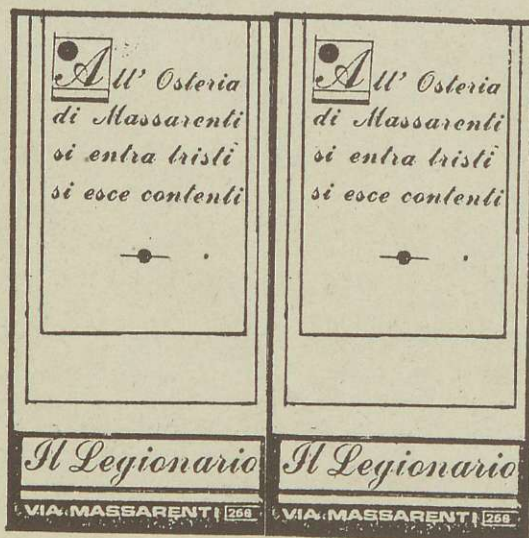 All' Osteria
di Massarenti
si entra tristi
si esce contenti
Il Legionario
VIA MASSARENTI 268
All' Osteria
di Massarenti
si entra tristi
si esce contenti
Il Legionario
VIA MASSARENTI 268